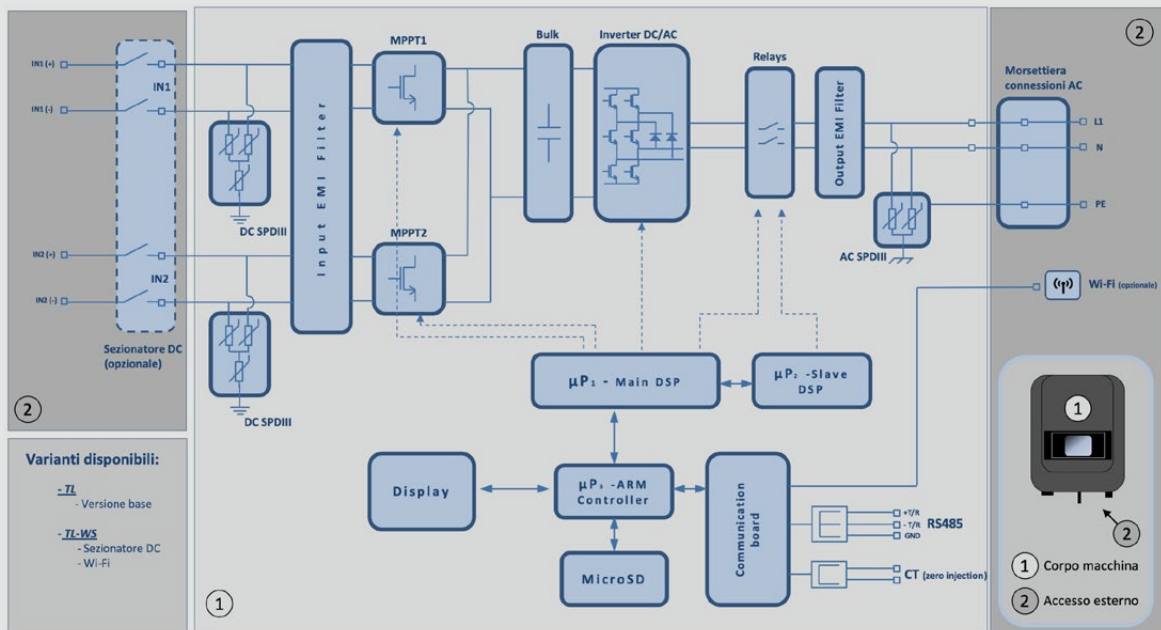 2
IN1 (+)
IN1 (-)
IN1
IN2 (+)
IN2 (-)
IN2
Sezionatore DC
(opzionale)
2
Varianti disponibili:
- TL
- Versione base
- TL-WS
- Sezionatore DC
- Wi-Fi
1
DC SPDIII
DC SPDIII
Input EMI Filter
MPPT1
MPPT2
Bulk
Inverter DC/AC
Relays
Output EMI Filter
AC SPDIII
µP₁ - Main DSP
µP₂ -Slave
DSP
Display
µP₃ -ARM
Controller
MicroSD
Communication
board
+T/R
- T/R
GND
RS485
CT (zero injection)
1
2
Morsettiera
connessioni AC
L1
N
PE
Wi-Fi (opzionale)
1
2
1 Corpo macchina
2 Accesso esterno